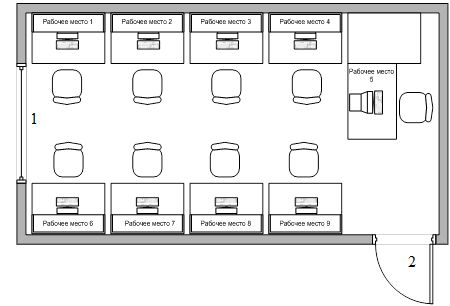 Рабочее место 1
Рабочее место 2
Рабочее место 3
Рабочее место 4
Рабочее место
5
1
Рабочее место 6
Рабочее место 7
Рабочее место 8
Рабочее место 9
2